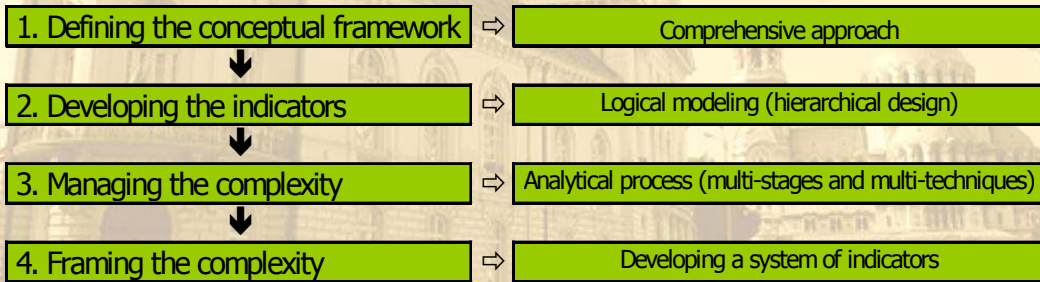 1. Defining the conceptual framework ⇨ Comprehensive approach
2. Developing the indicators ⇨ Logical modeling (hierarchical design)
3. Managing the complexity ⇨ Analytical process (multi-stages and multi-techniques)
4. Framing the complexity ⇨ Developing a system of indicators